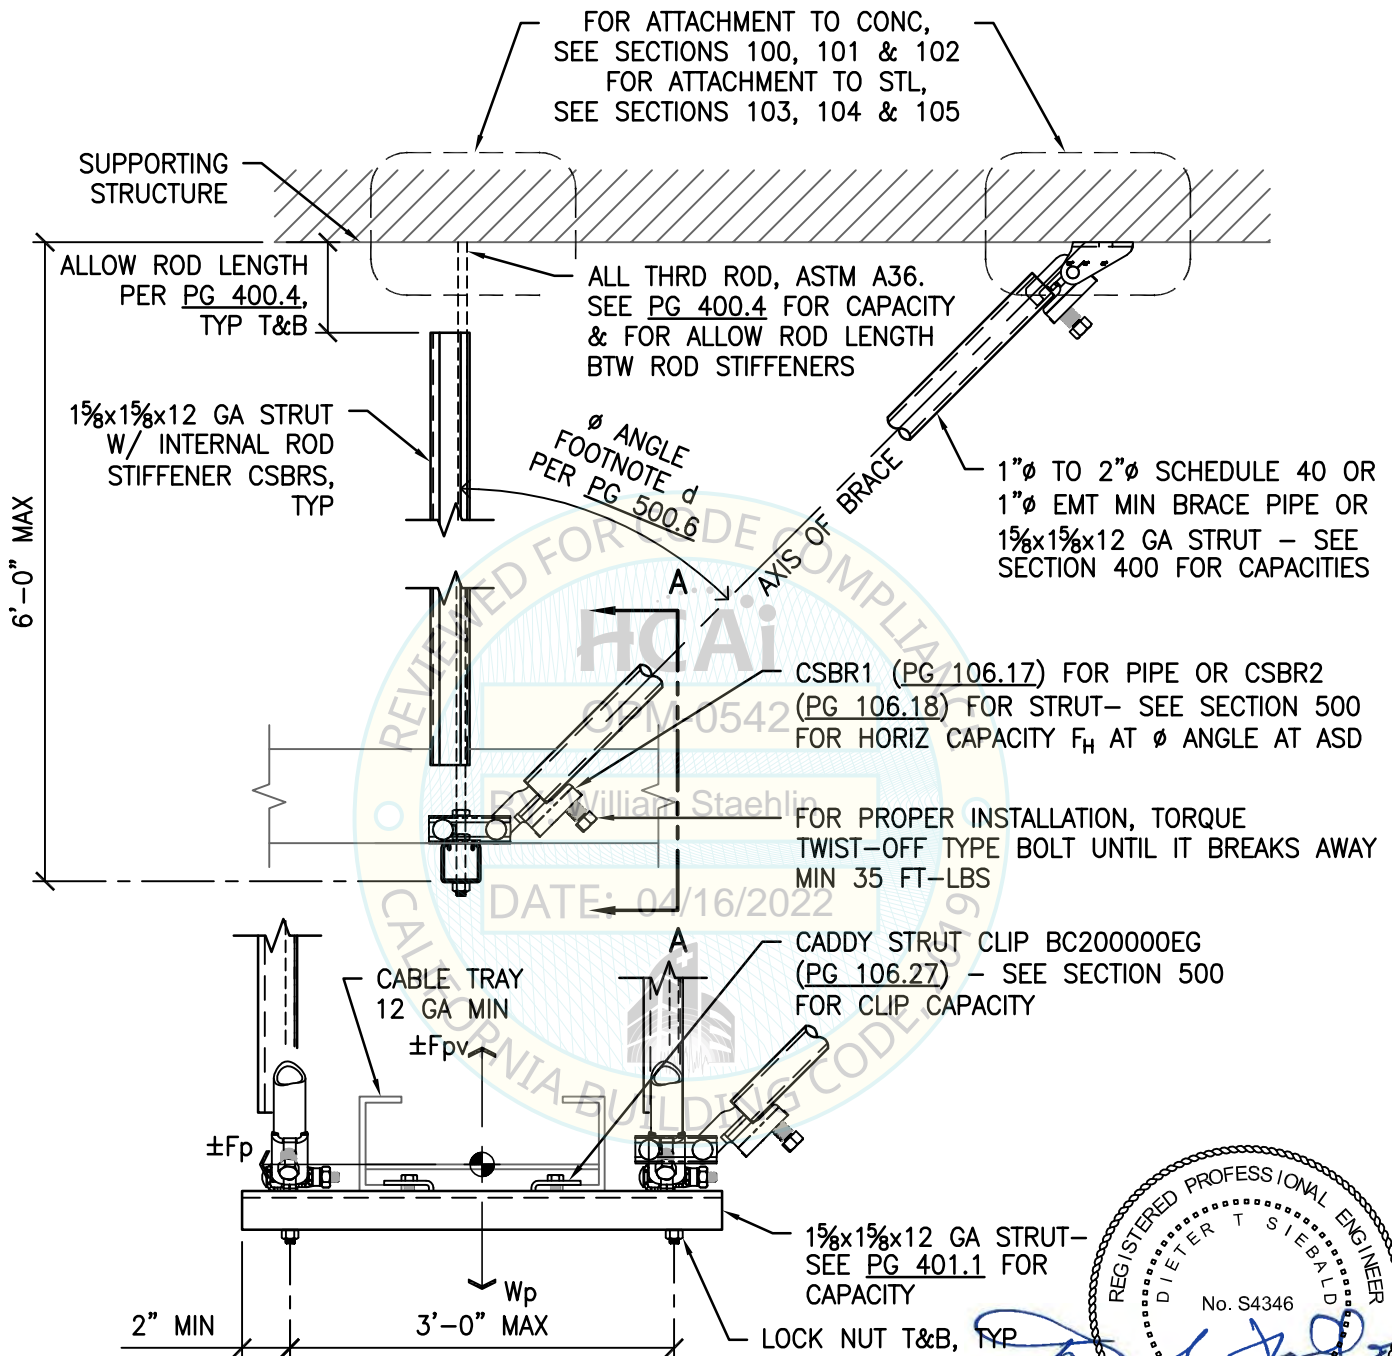 FOR ATTACHMENT TO CONC,
SEE SECTIONS 100, 101 & 102
FOR ATTACHMENT TO STL,
SEE SECTIONS 103, 104 & 105
SUPPORTING
STRUCTURE
ALLOW ROD LENGTH
PER PG 400.4,
TYP T&B
ALL THRD ROD, ASTM A36.
SEE PG 400.4 FOR CAPACITY
& FOR ALLOW ROD LENGTH
BTW ROD STIFFENERS
1⅝x1⅝x12 GA STRUT
W/ INTERNAL ROD
STIFFENER CSBRS,
TYP
ø ANGLE
FOOTNOTE d
PER PG 500.6
AXIS OF BRACE
1"ø TO 2"ø SCHEDULE 40 OR
1"ø EMT MIN BRACE PIPE OR
1⅝x1⅝x12 GA STRUT – SEE
SECTION 400 FOR CAPACITIES
6'-0" MAX
A
CSBR1 (PG 106.17) FOR PIPE OR CSBR2
(PG 106.18) FOR STRUT– SEE SECTION 500
FOR HORIZ CAPACITY FH AT ø ANGLE AT ASD
FOR PROPER INSTALLATION, TORQUE
TWIST-OFF TYPE BOLT UNTIL IT BREAKS AWAY
MIN 35 FT-LBS
A
CADDY STRUT CLIP BC200000EG
(PG 106.27) – SEE SECTION 500
FOR CLIP CAPACITY
CABLE TRAY
12 GA MIN
±Fpv
±Fp
Wp
1⅝x1⅝x12 GA STRUT–
SEE PG 401.1 FOR
CAPACITY
2" MIN
3'-0" MAX
LOCK NUT T&B, TYP
REVIEWED FOR CODE COMPLIANCE
HCAi
OPM-0542
BY: William Staehlin
DATE: 04/16/2022
CALIFORNIA BUILDING CODE, 2019
REGISTERED PROFESSIONAL ENGINEER
DIETER T SIEBALD
No. S4346